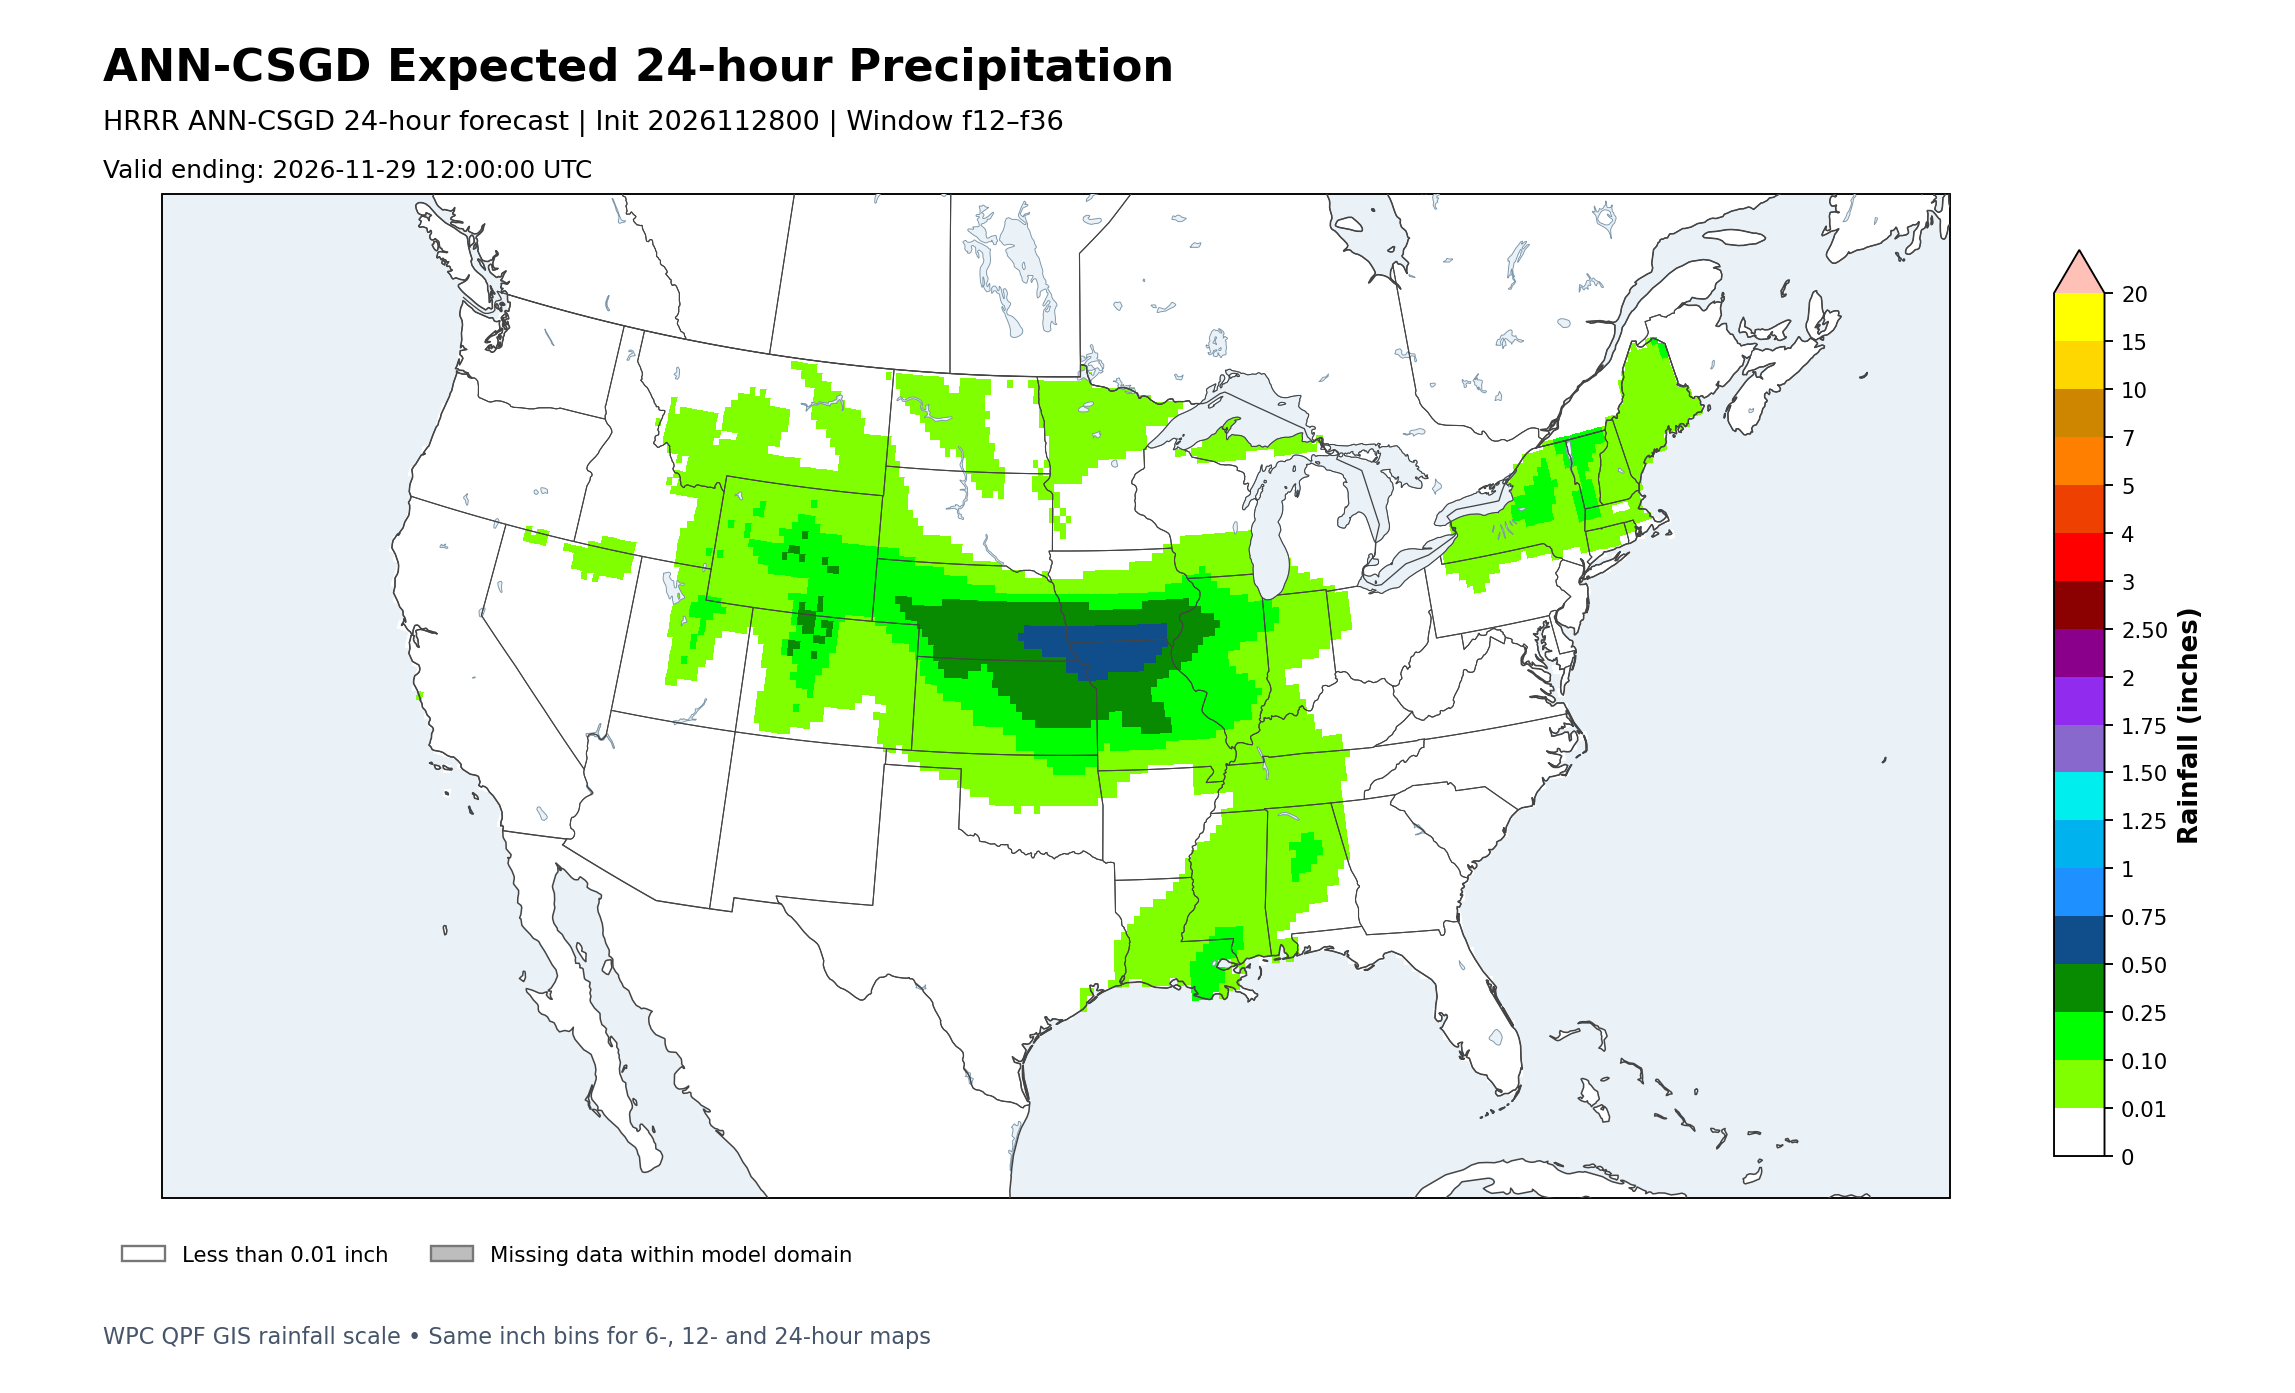 ANN-CSGD Expected 24-hour Precipitation
HRRR ANN-CSGD 24-hour forecast | Init 2026112800 | Window f12–f36
Valid ending: 2026-11-29 12:00:00 UTC
20
15
10
7
5
4
3
2.50
2
1.75
1.50
1.25
1
0.75
0.50
0.25
0.10
0.01
0
Rainfall (inches)
Less than 0.01 inch
Missing data within model domain
WPC QPF GIS rainfall scale • Same inch bins for 6-, 12- and 24-hour maps